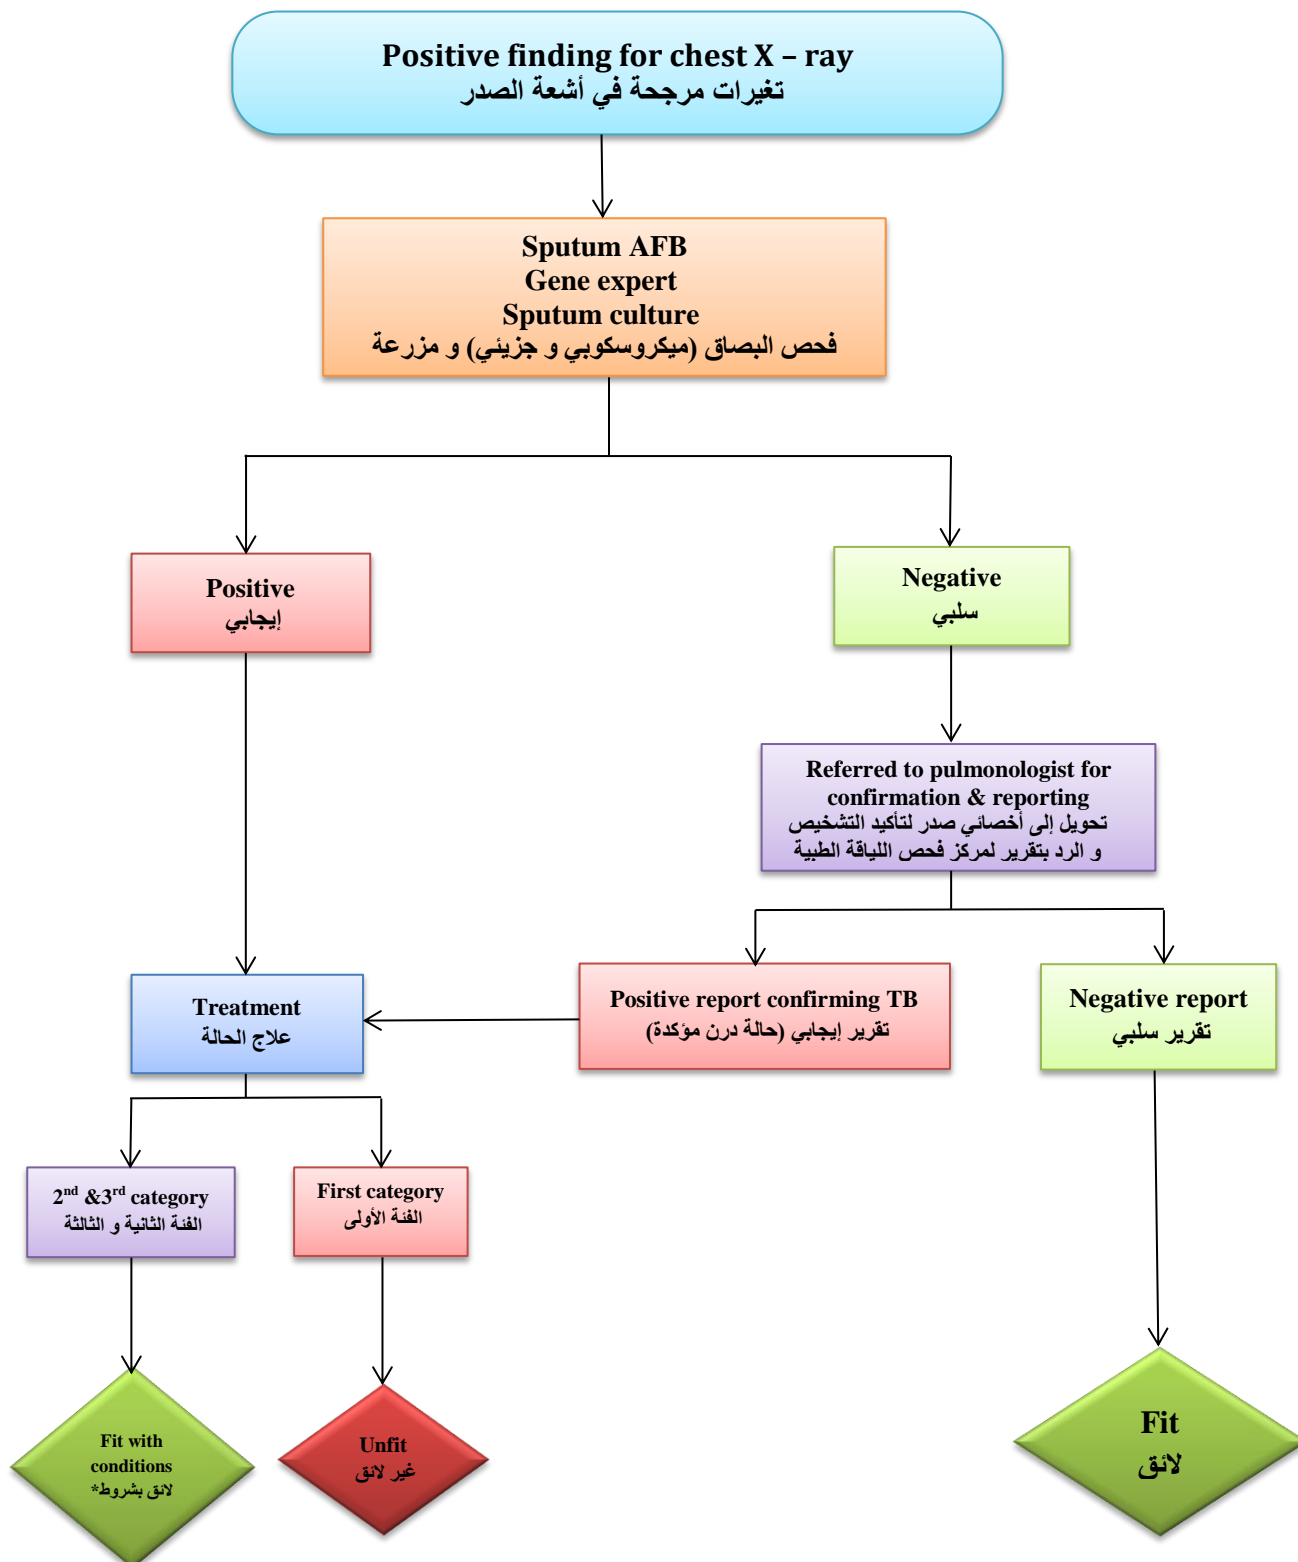 Positive finding for chest X – ray
تغيرات مرجحة في أشعة الصدر
Sputum AFB
Gene expert
Sputum culture
فحص البصاق (ميكروسكوبي و جزيئي) و مزرعة
Positive
إيجابي
Negative
سلبي
Referred to pulmonologist for
confirmation & reporting
تحويل إلى أخصائي صدر لتأكيد التشخيص
و الرد بتقرير لمركز فحص اللياقة الطبية
Treatment
علاج الحالة
Positive report confirming TB
تقرير إيجابي (حالة درن مؤكدة)
Negative report
تقرير سلبي
2nd &3rd category
الفئة الثانية و الثالثة
First category
الفئة الأولى
Fit with
conditions
لائق بشروط*
Unfit
غير لائق
Fit
لائق